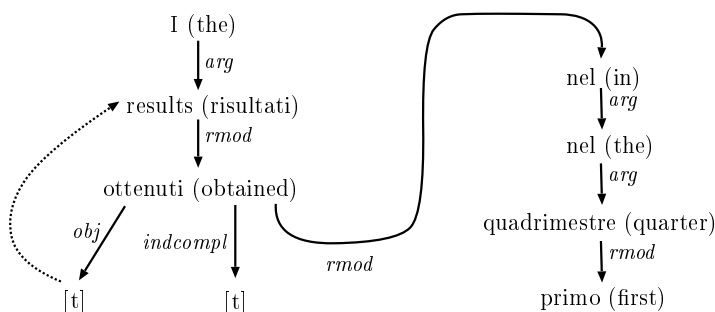 I (the)
arg
results (risultati)
rmod
ottenuti (obtained)
obj
indcompl
[t]
[t]
rmod
nel (in)
arg
nel (the)
arg
quadrimestre (quarter)
rmod
primo (first)